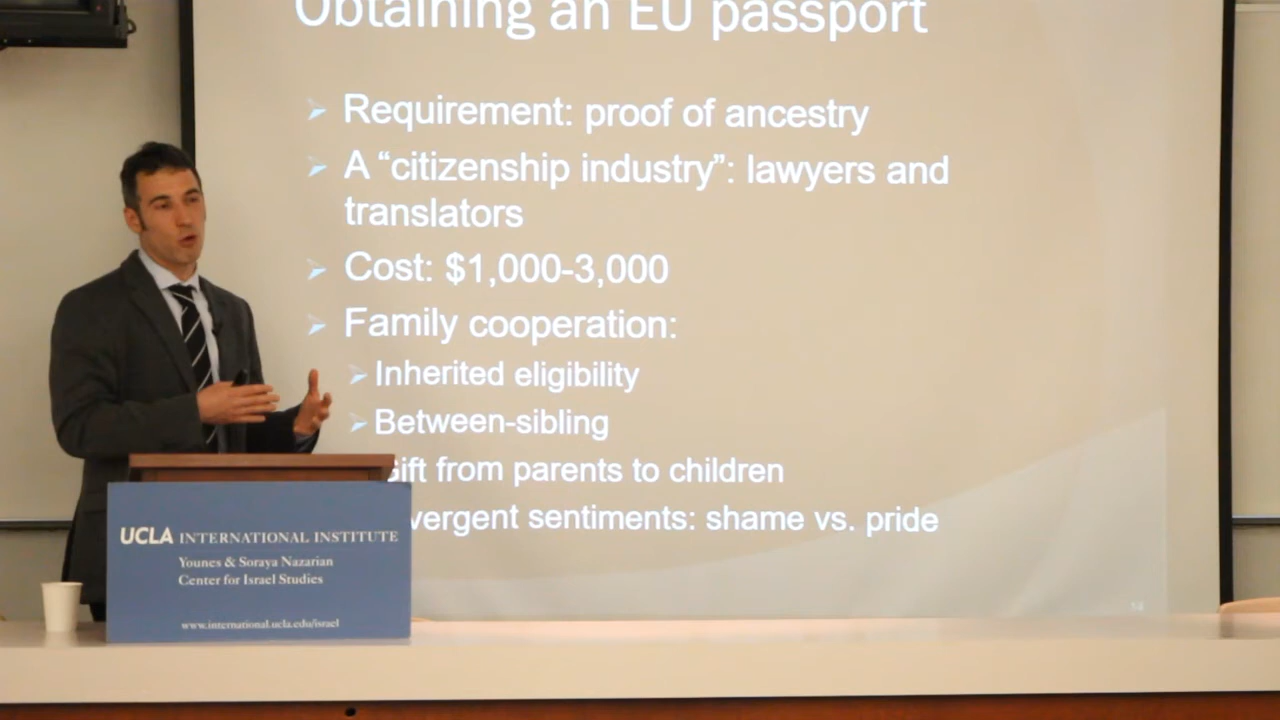 Obtaining an EU passport
Requirement: proof of ancestry
A “citizenship industry”: lawyers and
translators
Cost: $1,000-3,000
Family cooperation:
Inherited eligibility
Between-sibling
Gift from parents to children
vergent sentiments: shame vs. pride
14
UCLA INTERNATIONAL INSTITUTE
Younes & Soraya Nazarian
Center for Israel Studies
www.international.ucla.edu/israel